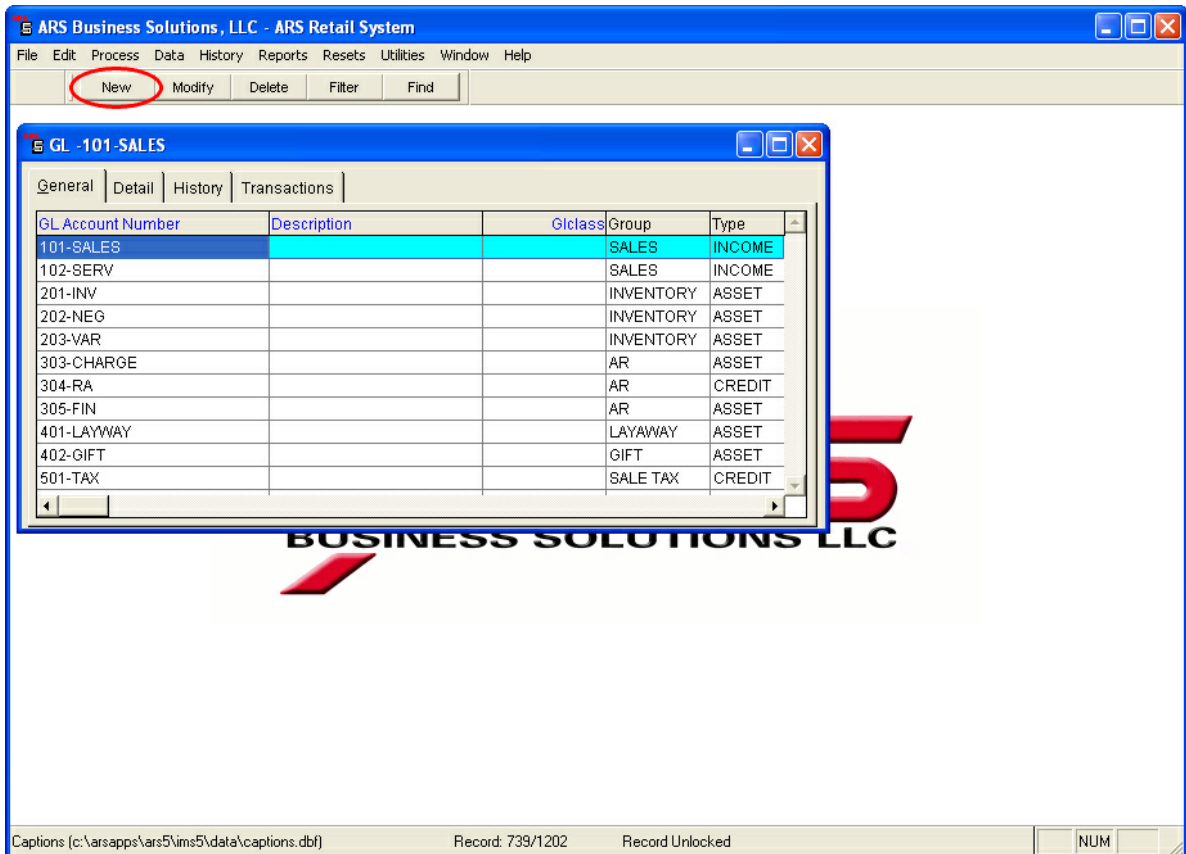 ARS Business Solutions, LLC - ARS Retail System
File Edit Process Data History Reports Resets Utilities Window Help
New Modify Delete Filter Find
GL -101-SALES
General Detail History Transactions
GL Account Number Description Glclass Group Type
101-SALES SALES INCOME
102-SERV SALES INCOME
201-INV INVENTORY ASSET
202-NEG INVENTORY ASSET
203-VAR INVENTORY ASSET
303-CHARGE AR ASSET
304-RA AR CREDIT
305-FIN AR ASSET
401-LAYWAY LAYAWAY ASSET
402-GIFT GIFT ASSET
501-TAX SALE TAX CREDIT
BUSINESS SOLUTIONS LLC
Captions (c:\arsapps\ars5\ims5\data\captions.dbf) Record: 739/1202 Record Unlocked NUM